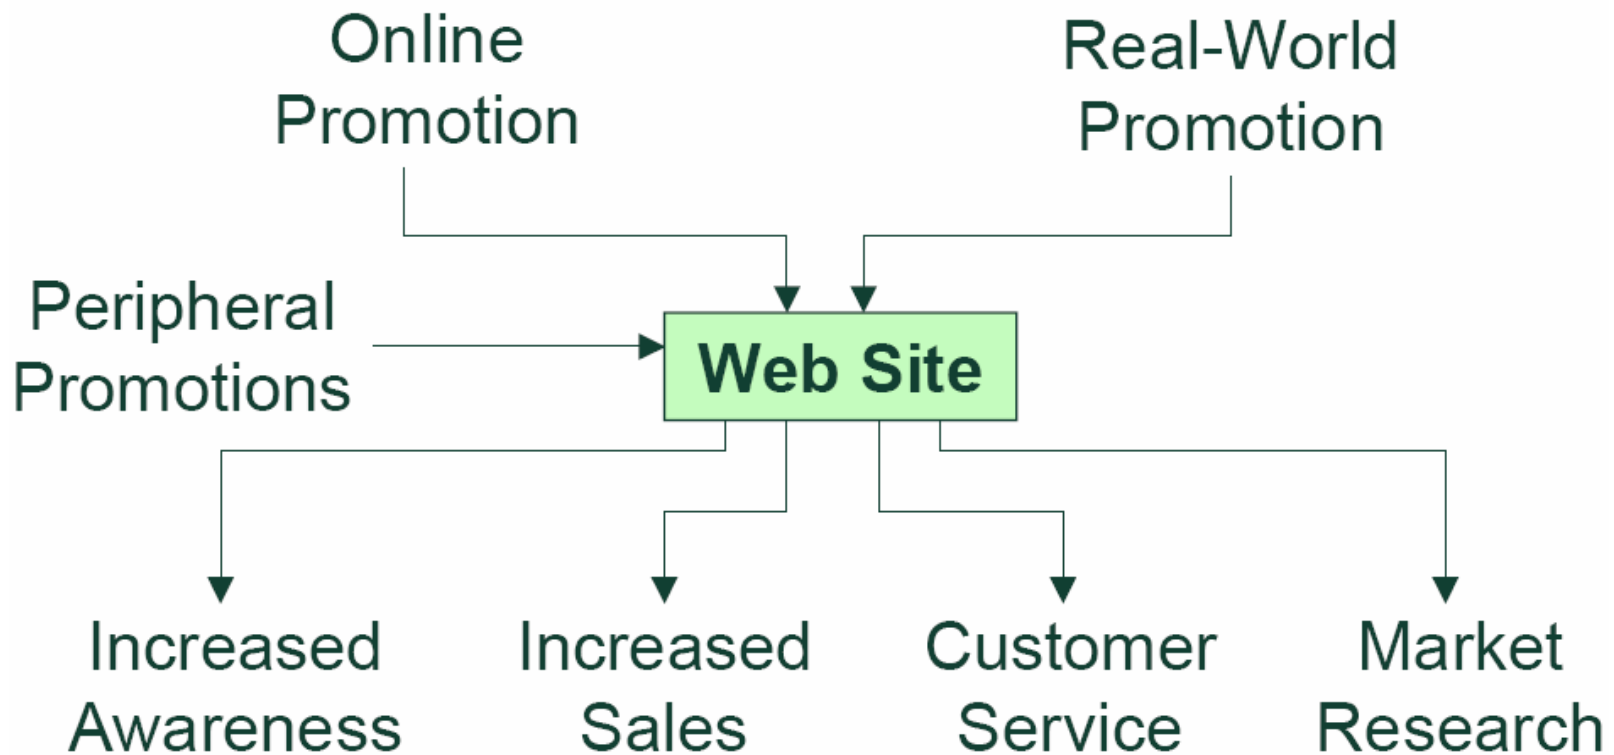 Online
Promotion
Real-World
Promotion
Peripheral
Promotions
Web Site
Increased
Awareness
Increased
Sales
Customer
Service
Market
Research